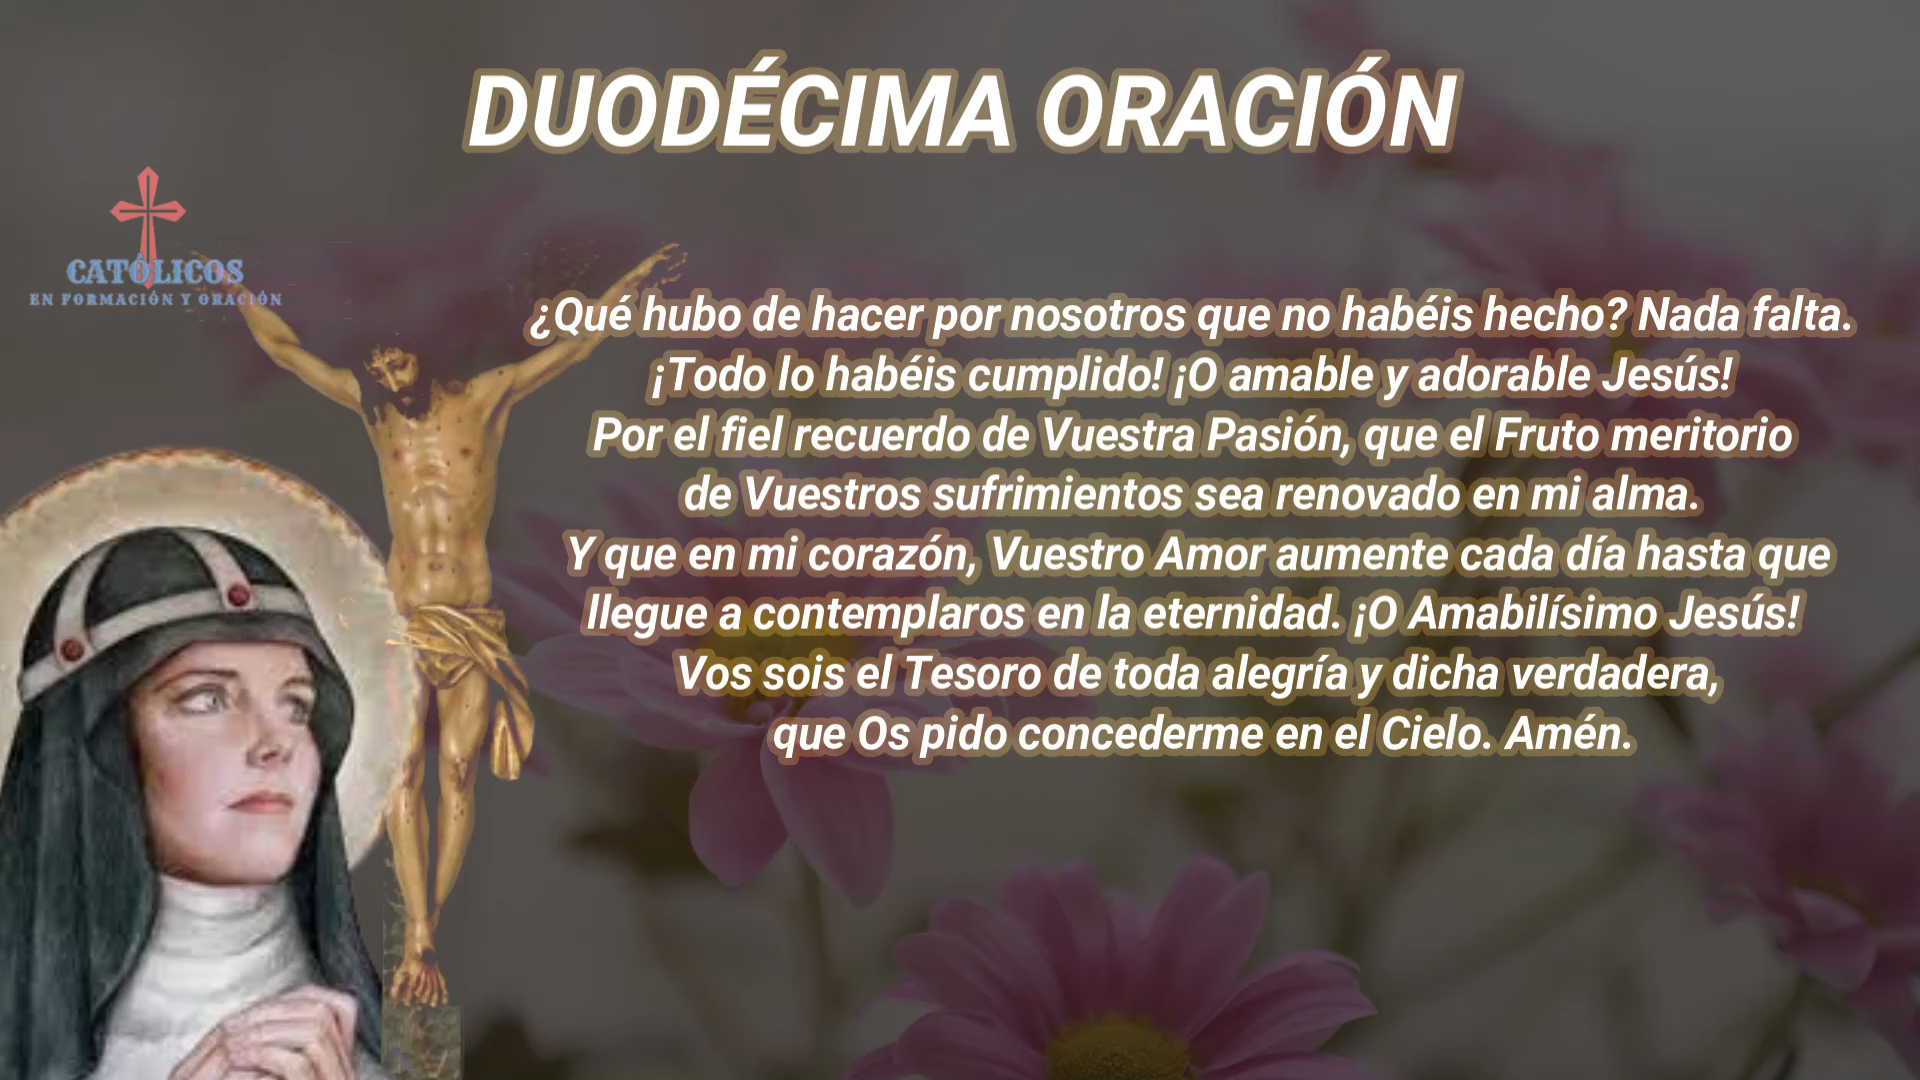 DUODÉCIMA ORACIÓN
CATÓLICOS
EN FORMACIÓN Y ORACIÓN
¿Qué hubo de hacer por nosotros que no habéis hecho? Nada falta.
¡Todo lo habéis cumplido! ¡O amable y adorable Jesús!
Por el fiel recuerdo de Vuestra Pasión, que el Fruto meritorio
de Vuestros sufrimientos sea renovado en mi alma.
Y que en mi corazón, Vuestro Amor aumente cada día hasta que
llegue a contemplaros en la eternidad. ¡O Amabilísimo Jesús!
Vos sois el Tesoro de toda alegría y dicha verdadera,
que Os pido concederme en el Cielo. Amén.